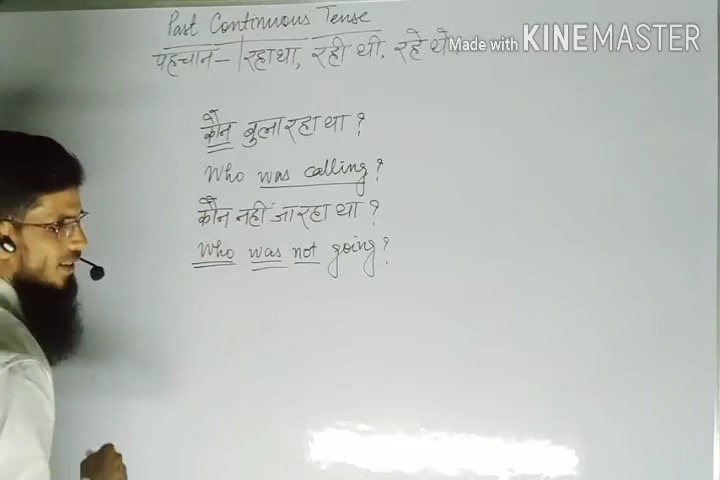 Past Continuous Tense
पहचान - रहा था, रही थी, रहे थे
Made with KINEMASTER
कौन बुला रहा था ?
Who was calling ?
कौन नहीं जा रहा था ?
Who was not going ?